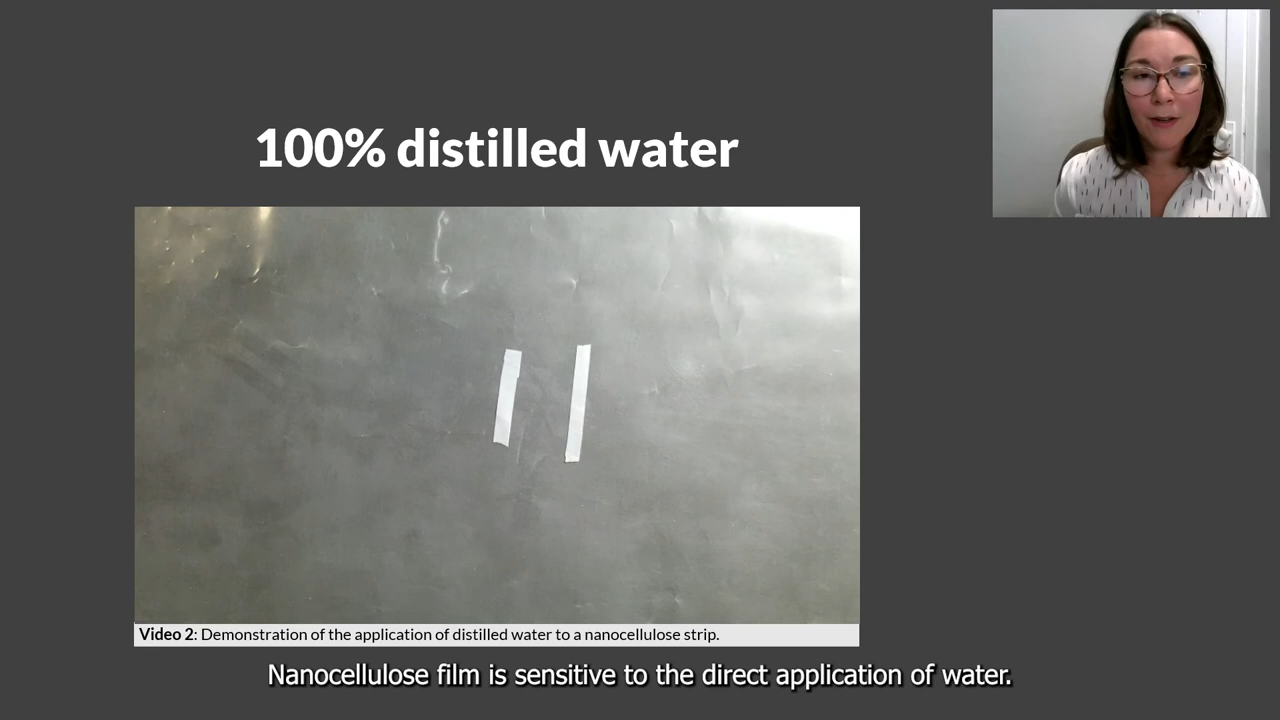 100% distilled water
Video 2: Demonstration of the application of distilled water to a nanocellulose strip.
Nanocellulose film is sensitive to the direct application of water.